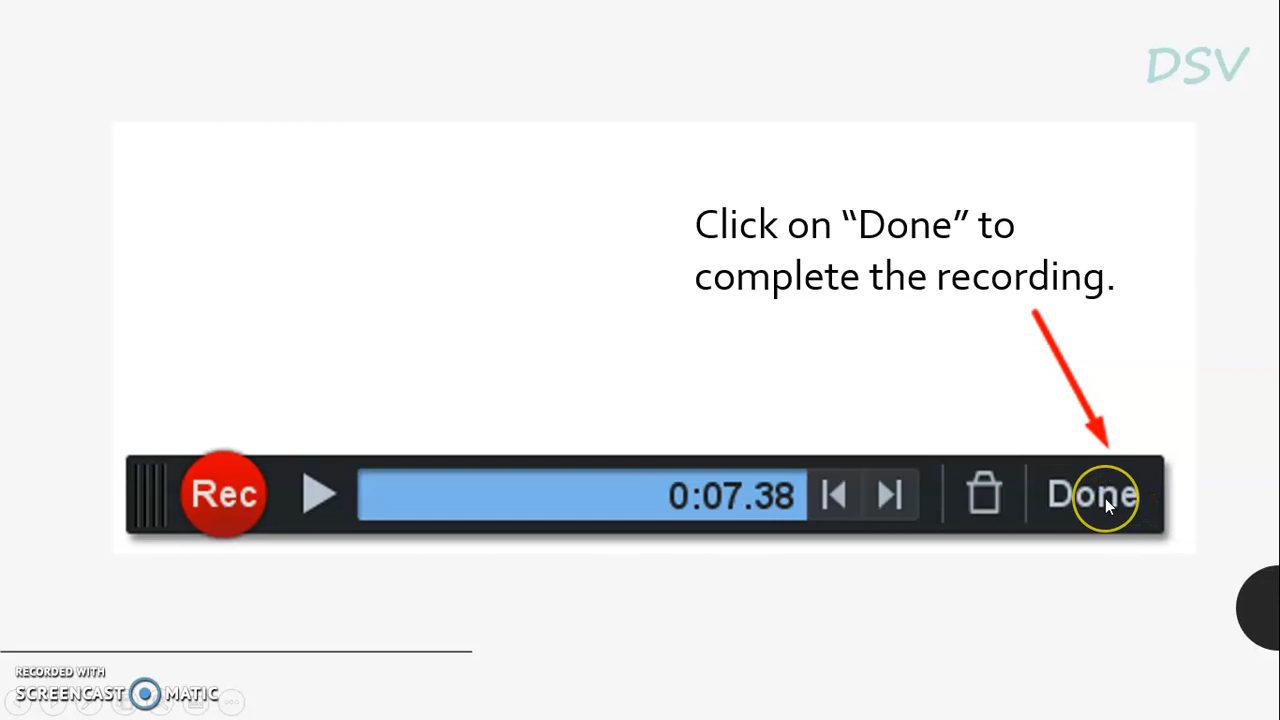 DSV
Click on “Done” to
complete the recording.
Rec
0:07.38
Done
RECORDED WITH
SCREENCAST MATIC